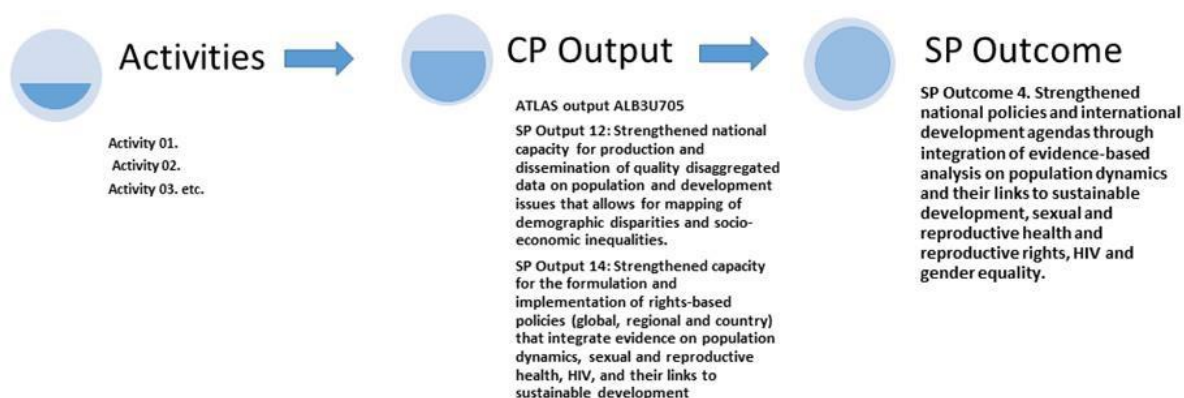 Activities
Activity 01.
Activity 02.
Activity 03. etc.
CP Output
ATLAS output ALB3U705
SP Output 12: Strengthened national
capacity for production and
dissemination of quality disaggregated
data on population and development
issues that allows for mapping of
demographic disparities and socio-
economic inequalities.
SP Output 14: Strengthened capacity
for the formulation and
implementation of rights-based
policies (global, regional and country)
that integrate evidence on population
dynamics, sexual and reproductive
health, HIV, and their links to
sustainable development
SP Outcome
SP Outcome 4. Strengthened
national policies and international
development agendas through
integration of evidence-based
analysis on population dynamics
and their links to sustainable
development, sexual and
reproductive health and
reproductive rights, HIV and
gender equality.